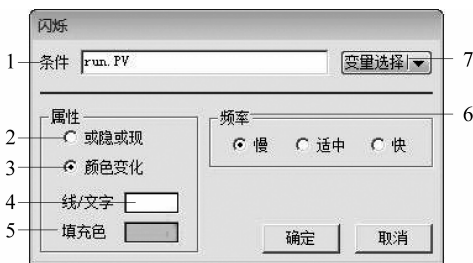 闪烁
1 条件 run.PV 变量选择 7
属性 频率 6
2 或隐或现 慢 适中 快
3 颜色变化
4 线/文字
5 填充色 确定 取消